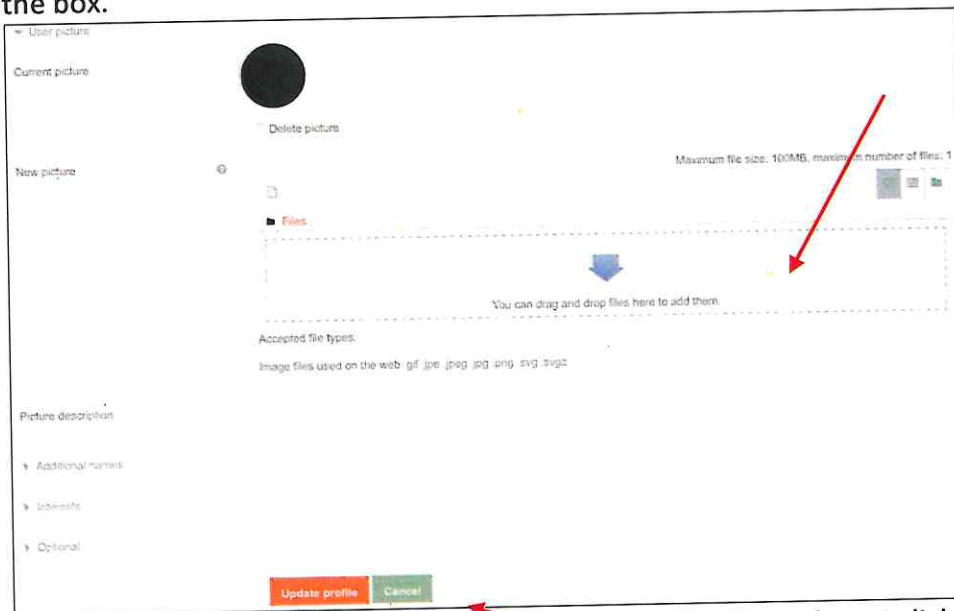 the box.
User picture
Current picture
Delete picture
New picture
Maximum file size: 100MB, maximum number of files: 1
Files
You can drag and drop files here to add them.
Accepted file types:
Image files used on the web .gif .jpe .jpeg .jpg .png .svg .svgz
Picture description
Additional names
Interests
Optional
Update profile Cancel